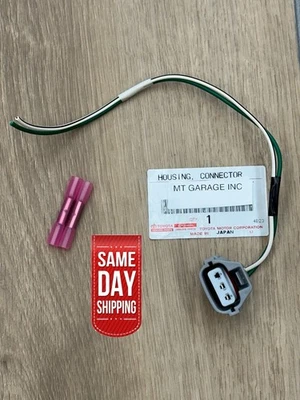 HOUSING, CONNECTOR
MT GARAGE INC
1
TOYOTA MOTOR CORPORATION
MADE IN JAPAN
SAME
DAY
SHIPPING